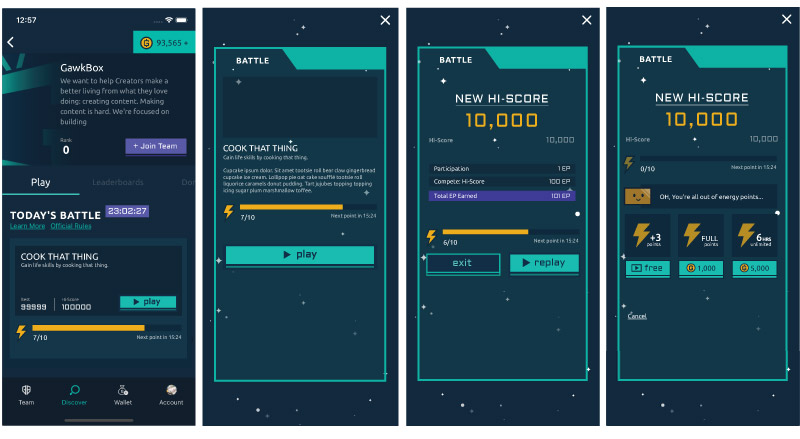 12:57
93,565 +
GawkBox
We want to help Creators make a
better living from what they love
doing: creating content. Making
content is hard. We're focused on
building
Rank
0
+ Join Team
Play
Leaderboards
Don
TODAY'S BATTLE
23:02:27
Learn More
Official Rules
COOK THAT THING
Gain life skills by cooking that thing.
Best
99999
Hi-Score
100000
play
7/10
Next point in 15:24
Team
Discover
Wallet
Account
BATTLE
COOK THAT THING
Gain life skills by cooking that thing.
Cupcake ipsum dolor. Sit amet tootsie roll bear claw gingerbread
cupcake ice cream. Lollipop pie oat cake soufflé tootsie roll
liquorice caramels donut pudding. Tart jujubes topping topping
icing sugar plum marshmallow toffee.
7/10
Next point in 15:24
play
BATTLE
NEW HI-SCORE
10,000
Hi-Score
10,000
Participation
1 EP
Compete: Hi-Score
100 EP
Total EP Earned
101 EP
6/10
Next point in 15:24
exit
replay
BATTLE
NEW HI-SCORE
10,000
Hi-Score
10,000
0/10
Next point in 15:24
OH, You're all out of energy points...
+3
points
FULL
points
6HRS
unlimited
free
1,000
5,000
Cancel